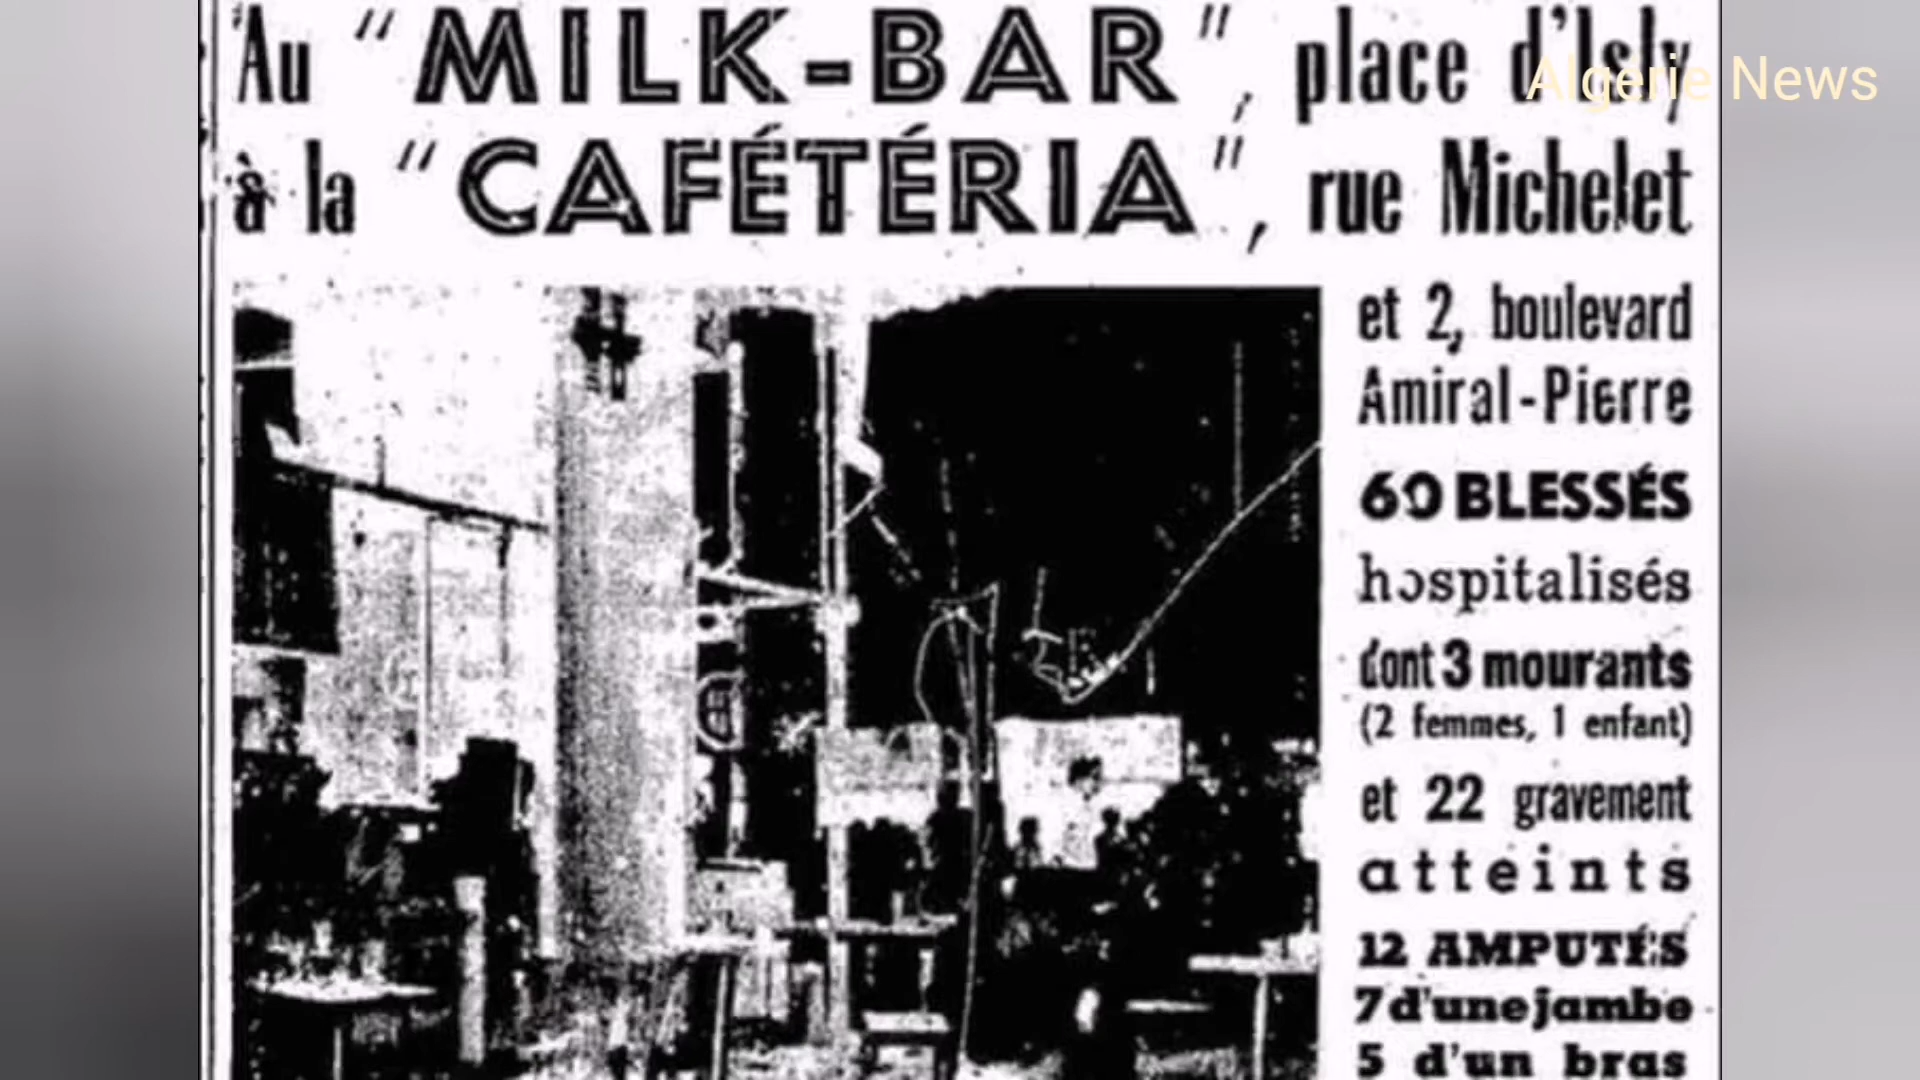 Au "MILK-BAR", place d'Isly
Algerie News
à la "CAFÉTÉRIA", rue Michelet
et 2, boulevard
Amiral-Pierre
60 BLESSÉS
hospitalisés
dont 3 mourants
(2 femmes, 1 enfant)
et 22 gravement
atteints
12 AMPUTÉS
7 d'une jambe
5 d'un bras